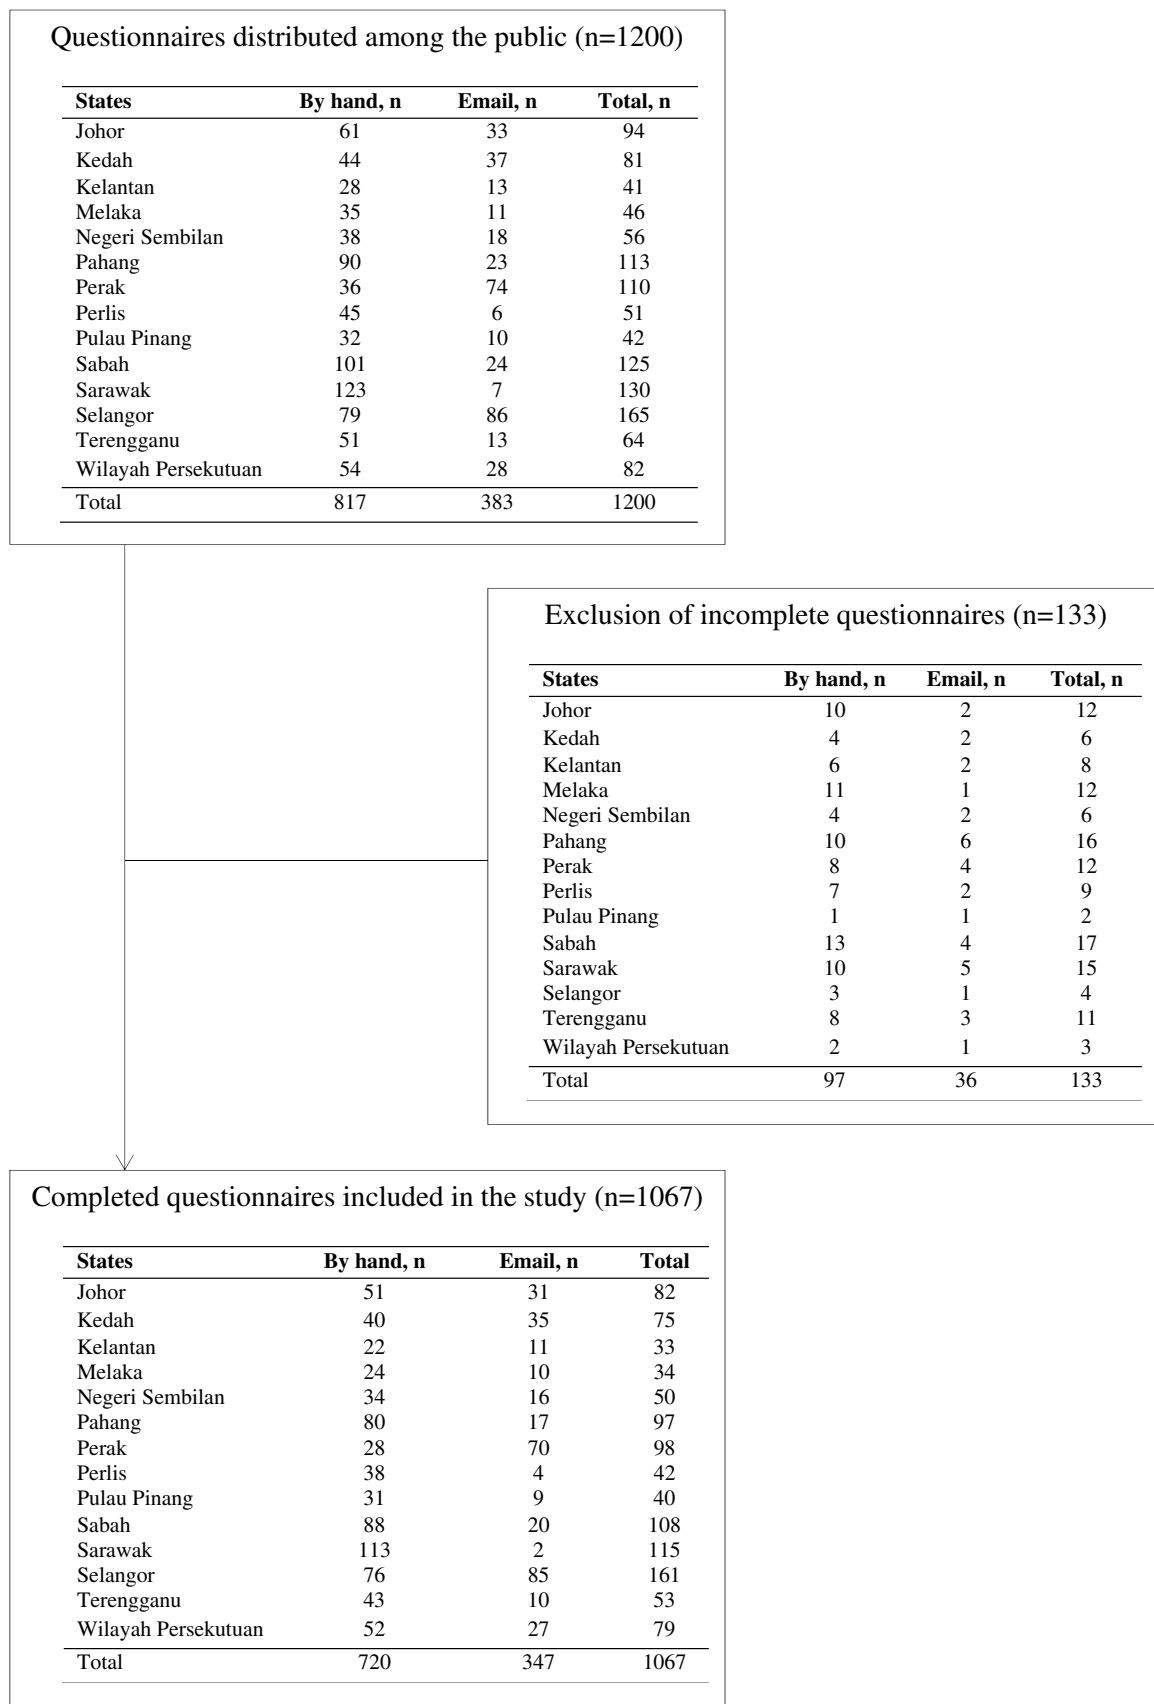 Questionnaires distributed among the public (n=1200)
States By hand, n Email, n Total, n
Johor 61 33 94
Kedah 44 37 81
Kelantan 28 13 41
Melaka 35 11 46
Negeri Sembilan 38 18 56
Pahang 90 23 113
Perak 36 74 110
Perlis 45 6 51
Pulau Pinang 32 10 42
Sabah 101 24 125
Sarawak 123 7 130
Selangor 79 86 165
Terengganu 51 13 64
Wilayah Persekutuan 54 28 82
Total 817 383 1200
Exclusion of incomplete questionnaires (n=133)
States By hand, n Email, n Total, n
Johor 10 2 12
Kedah 4 2 6
Kelantan 6 2 8
Melaka 11 1 12
Negeri Sembilan 4 2 6
Pahang 10 6 16
Perak 8 4 12
Perlis 7 2 9
Pulau Pinang 1 1 2
Sabah 13 4 17
Sarawak 10 5 15
Selangor 3 1 4
Terengganu 8 3 11
Wilayah Persekutuan 2 1 3
Total 97 36 133
Completed questionnaires included in the study (n=1067)
States By hand, n Email, n Total
Johor 51 31 82
Kedah 40 35 75
Kelantan 22 11 33
Melaka 24 10 34
Negeri Sembilan 34 16 50
Pahang 80 17 97
Perak 28 70 98
Perlis 38 4 42
Pulau Pinang 31 9 40
Sabah 88 20 108
Sarawak 113 2 115
Selangor 76 85 161
Terengganu 43 10 53
Wilayah Persekutuan 52 27 79
Total 720 347 1067